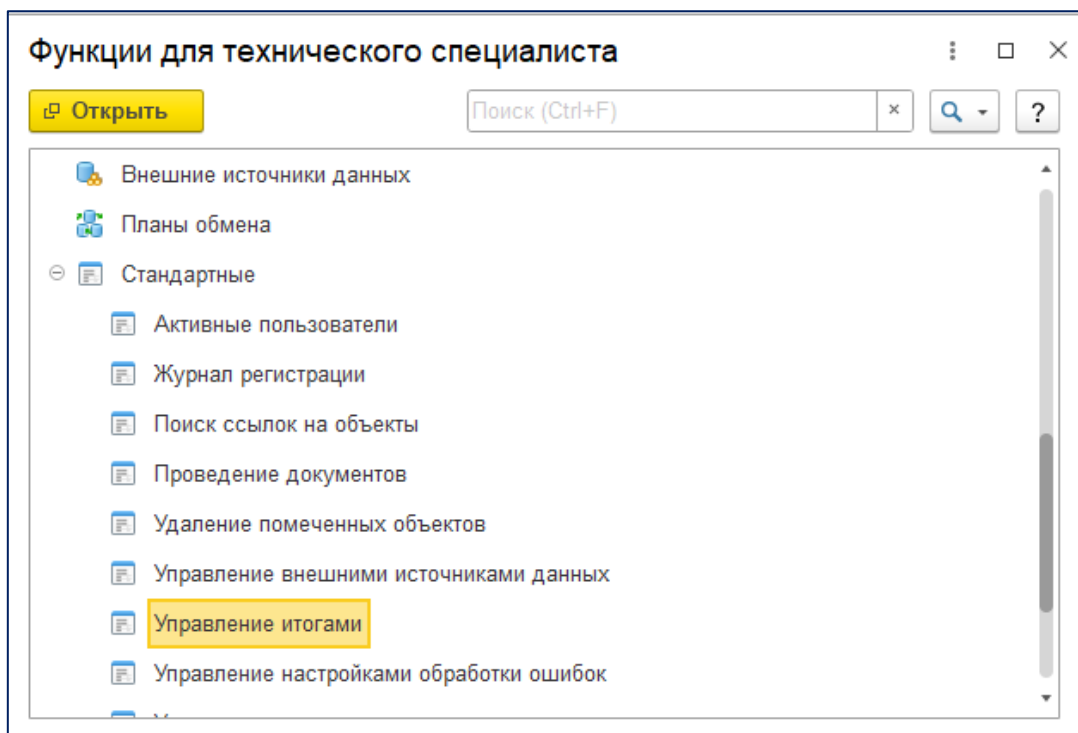 Функции для технического специалиста
Открыть
Поиск (Ctrl+F)
×
?
Внешние источники данных
Планы обмена
Стандартные
Активные пользователи
Журнал регистрации
Поиск ссылок на объекты
Проведение документов
Удаление помеченных объектов
Управление внешними источниками данных
Управление итогами
Управление настройками обработки ошибок